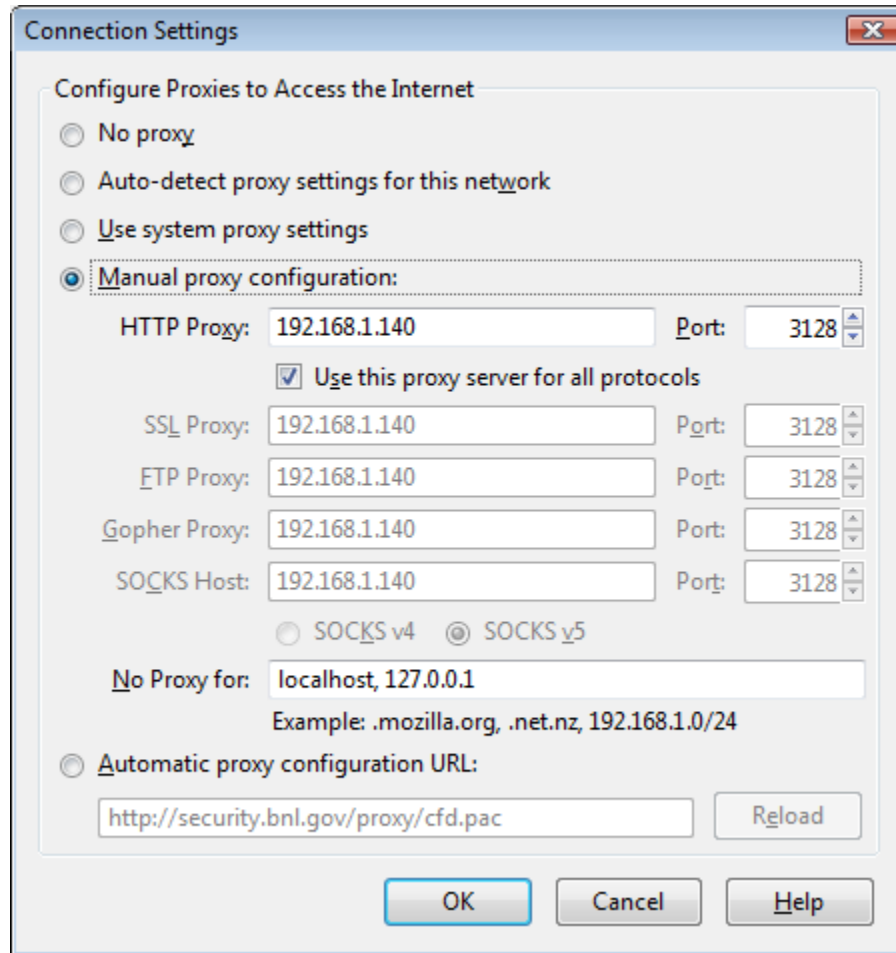 Connection Settings
Configure Proxies to Access the Internet
No proxy
Auto-detect proxy settings for this network
Use system proxy settings
Manual proxy configuration:
HTTP Proxy: 192.168.1.140 Port: 3128
Use this proxy server for all protocols
SSL Proxy: 192.168.1.140 Port: 3128
FTP Proxy: 192.168.1.140 Port: 3128
Gopher Proxy: 192.168.1.140 Port: 3128
SOCKS Host: 192.168.1.140 Port: 3128
SOCKS v4 SOCKS v5
No Proxy for: localhost, 127.0.0.1
Example: .mozilla.org, .net.nz, 192.168.1.0/24
Automatic proxy configuration URL:
http://security.bnl.gov/proxy/cfd.pac Reload
OK Cancel Help